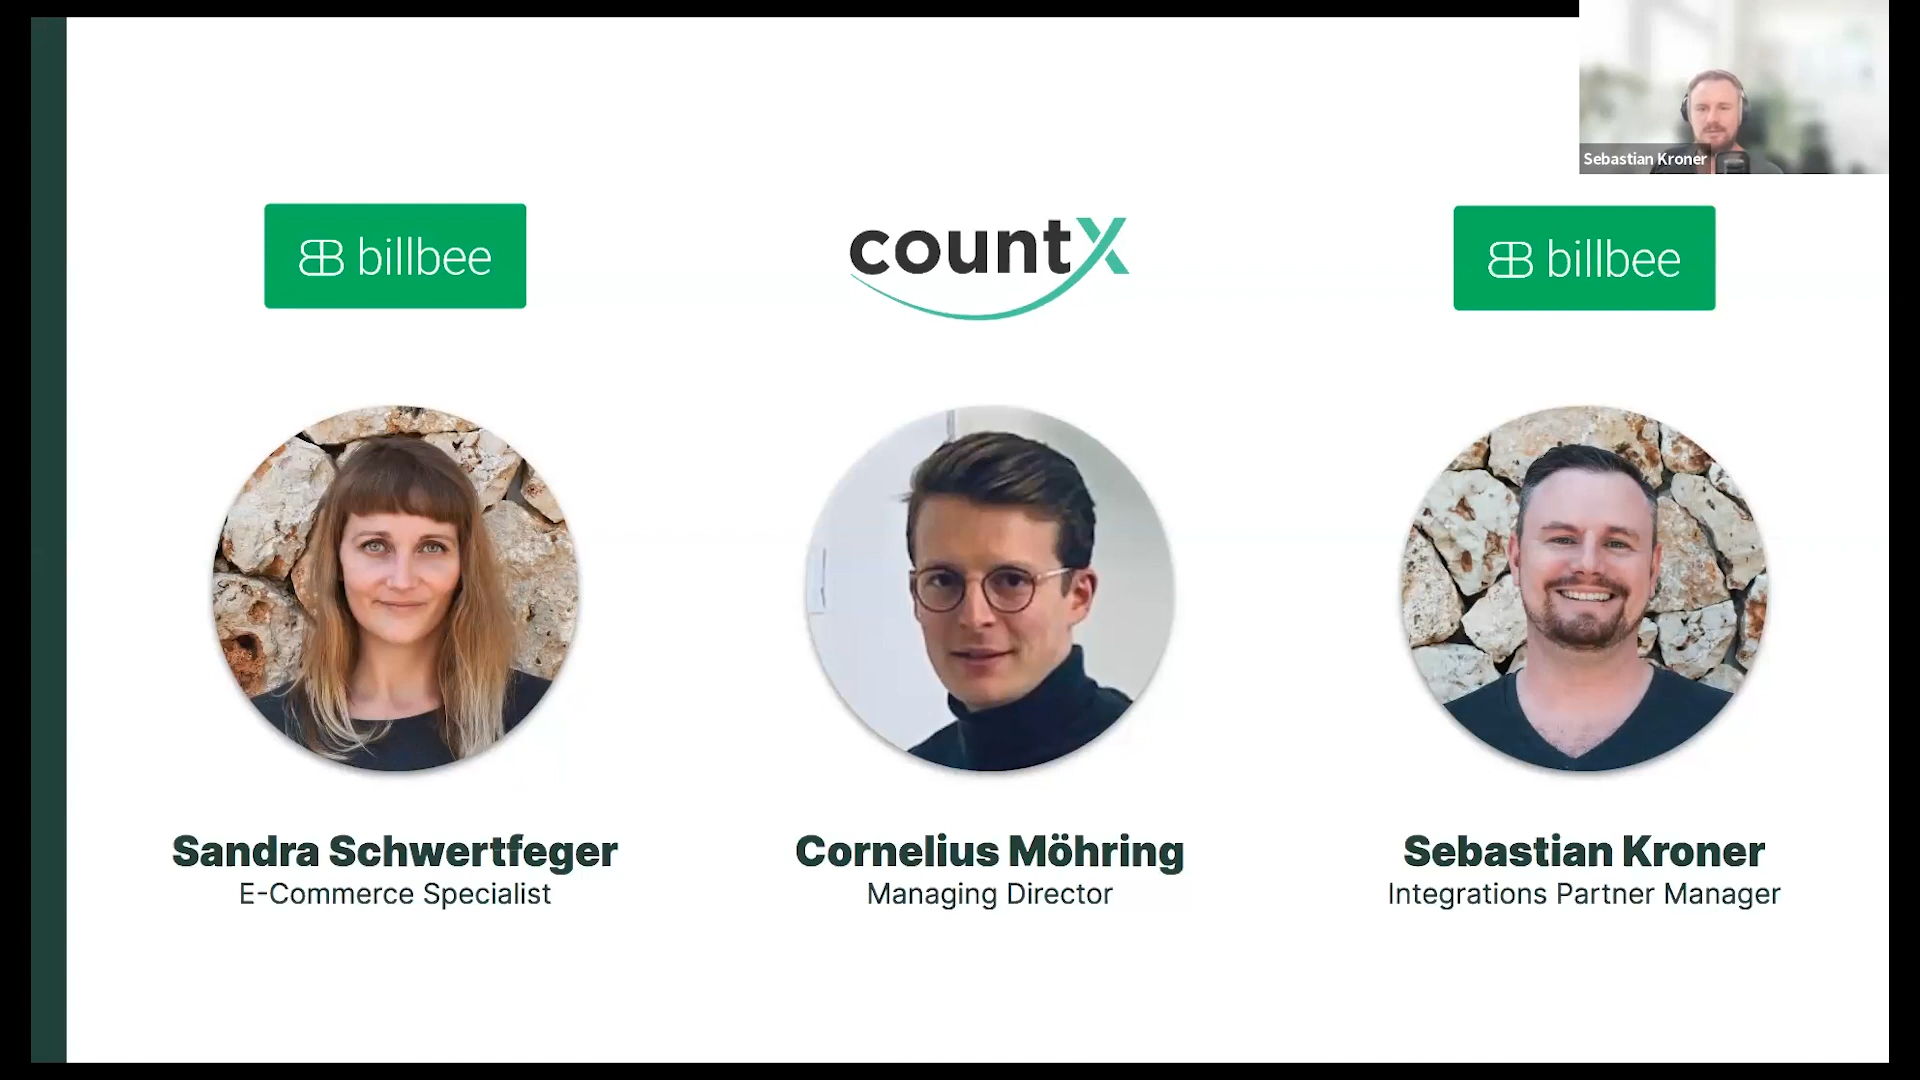 Sebastian Kroner
billbee
countX
billbee
Sandra Schwertfeger
E-Commerce Specialist
Cornelius Möhring
Managing Director
Sebastian Kroner
Integrations Partner Manager